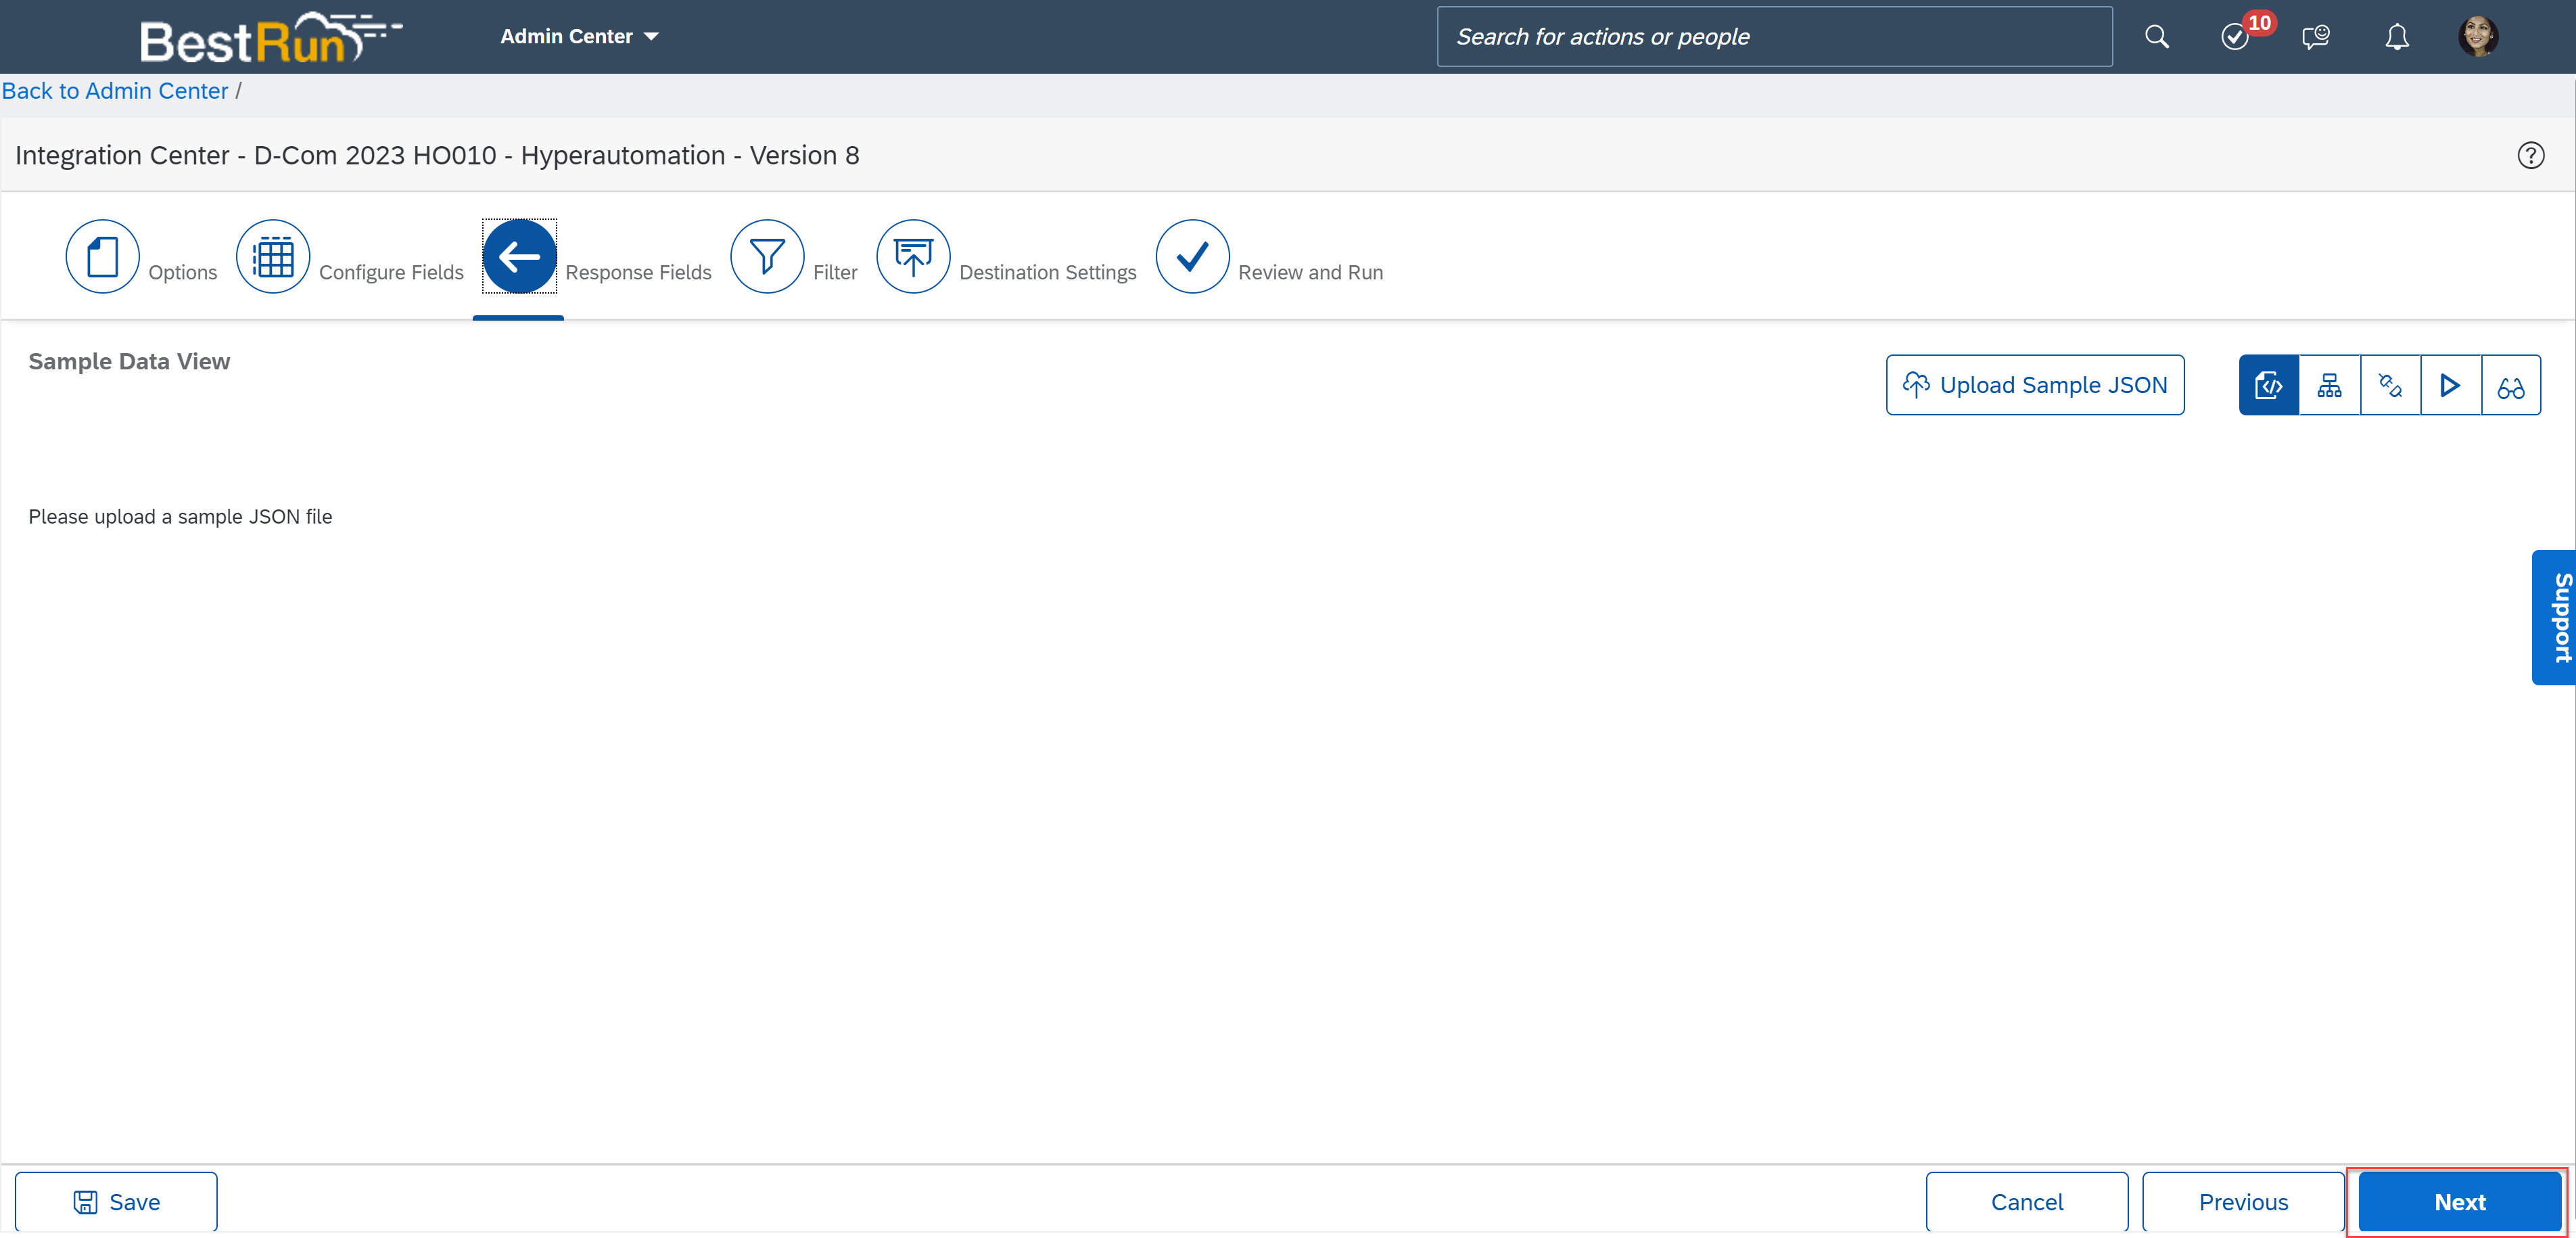 BestRun
Admin Center
Search for actions or people
10
Back to Admin Center /
Integration Center - D-Com 2023 HO010 - Hyperautomation - Version 8
Options
Configure Fields
Response Fields
Filter
Destination Settings
Review and Run
Sample Data View
Upload Sample JSON
Please upload a sample JSON file
Support
Save
Cancel
Previous
Next